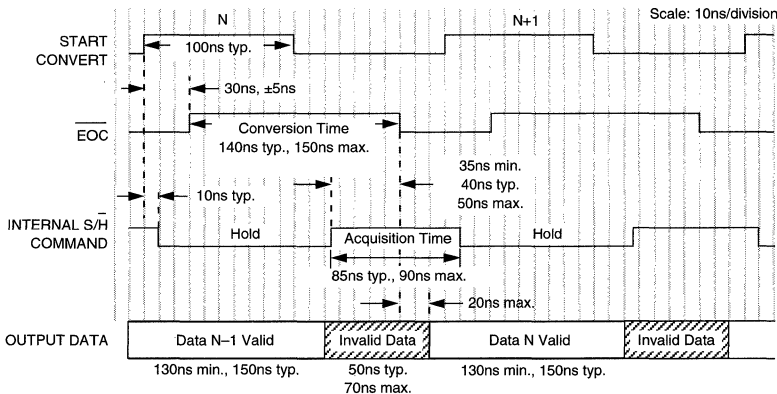 N
N+1
Scale: 10ns/division
START
CONVERT
100ns typ.
30ns, ±5ns
EOC
Conversion Time
140ns typ., 150ns max.
35ns min.
40ns typ.
50ns max.
10ns typ.
INTERNAL S/H
COMMAND
Hold
Acquisition Time
Hold
85ns typ., 90ns max.
20ns max.
OUTPUT DATA
Data N–1 Valid
Invalid Data
Data N Valid
Invalid Data
130ns min., 150ns typ.
50ns typ.
70ns max.
130ns min., 150ns typ.